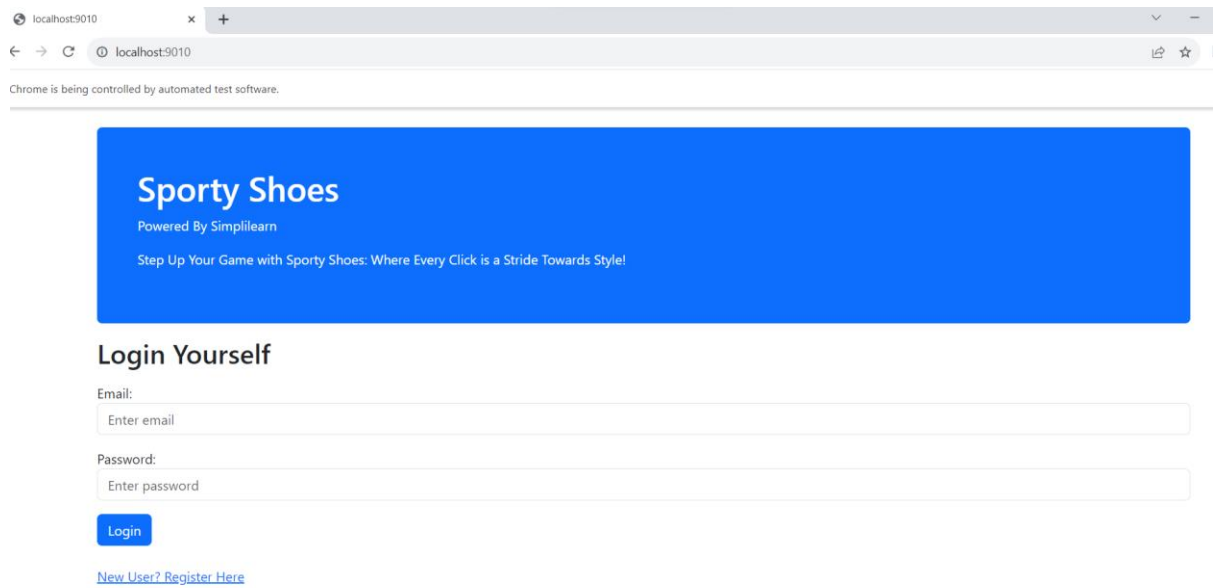 localhost:9010
localhost:9010
Chrome is being controlled by automated test software.
Sporty Shoes
Powered By Simplilearn
Step Up Your Game with Sporty Shoes: Where Every Click is a Stride Towards Style!
Login Yourself
Email:
Enter email
Password:
Enter password
Login
New User? Register Here